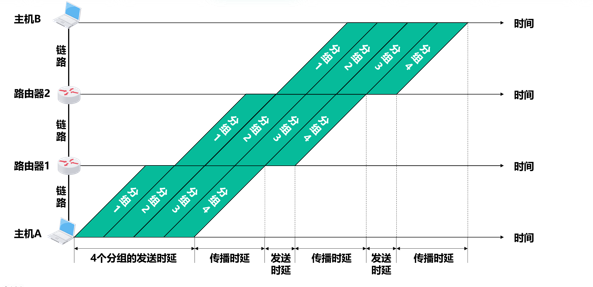 主机B
时间
链路
分组1
分组2
分组3
分组4
路由器2
时间
链路
分组1
分组2
分组3
分组4
路由器1
时间
链路
分组1
分组2
分组3
分组4
主机A
时间
4个分组的发送时延
传播时延
发送时延
传播时延
发送时延
传播时延